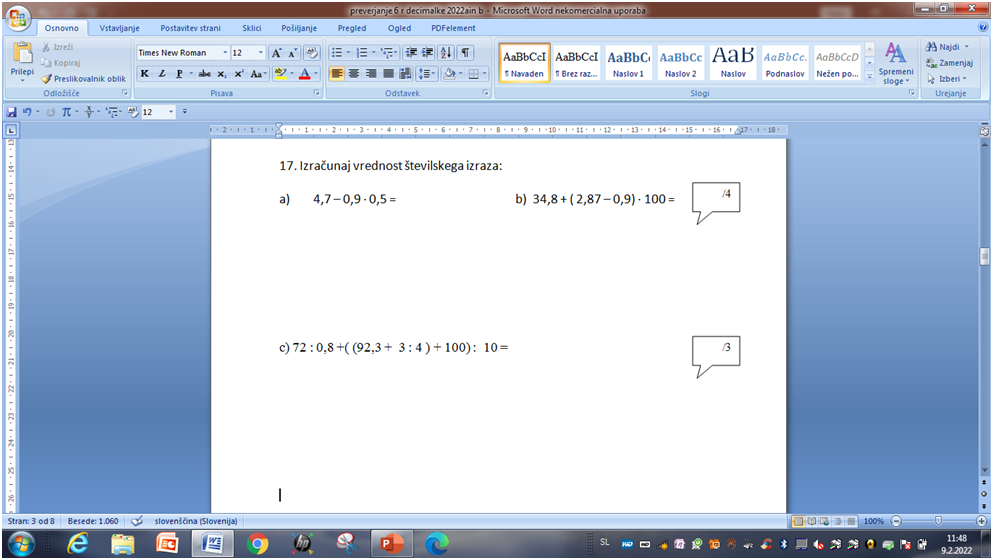 preverjanje 6 r decimalke 2022ain b - Microsoft Word nekomercialna uporaba
Osnovno Vstavljanje Postavitev strani Sklici Pošiljanje Pregled Ogled PDFelement
Prilepi
Izreži
Kopiraj
Preslikovalnik oblik
Odložišče
Times New Roman 12
Pisava
Odstavek
AaBbCcI AaBbCcI AaBbC AaBbCc AaB AaBbCc. AaBbCcD
¶ Navaden ¶ Brez raz... Naslov 1 Naslov 2 Naslov Podnaslov Nežen po...
Spremeni sloge
Slogi
Najdi
Zamenjaj
Izberi
Urejanje
12
17. Izračunaj vrednost številskega izraza:
a) 4,7 – 0,9 · 0,5 = b) 34,8 + ( 2,87 – 0,9) · 100 = /4
c) 72 : 0,8 +( (92,3 + 3 : 4 ) + 100) : 10 = /3
Stran: 3 od 8 Besede: 1.060 slovenščina (Slovenija) 100%
SL 11:48
9.2.2022